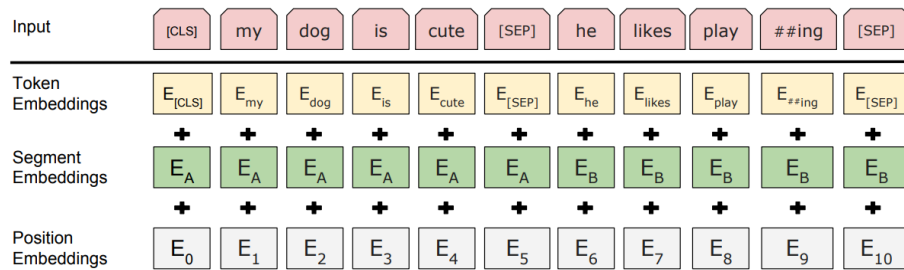 Input [CLS] my dog is cute [SEP] he likes play ##ing [SEP]
Token Embeddings E[CLS] Emy Edog Eis Ecute E[SEP] Ehe Elikes Eplay E##ing E[SEP]
+ + + + + + + + + + +
Segment Embeddings EA EA EA EA EA EA EB EB EB EB EB
+ + + + + + + + + + +
Position Embeddings E0 E1 E2 E3 E4 E5 E6 E7 E8 E9 E10